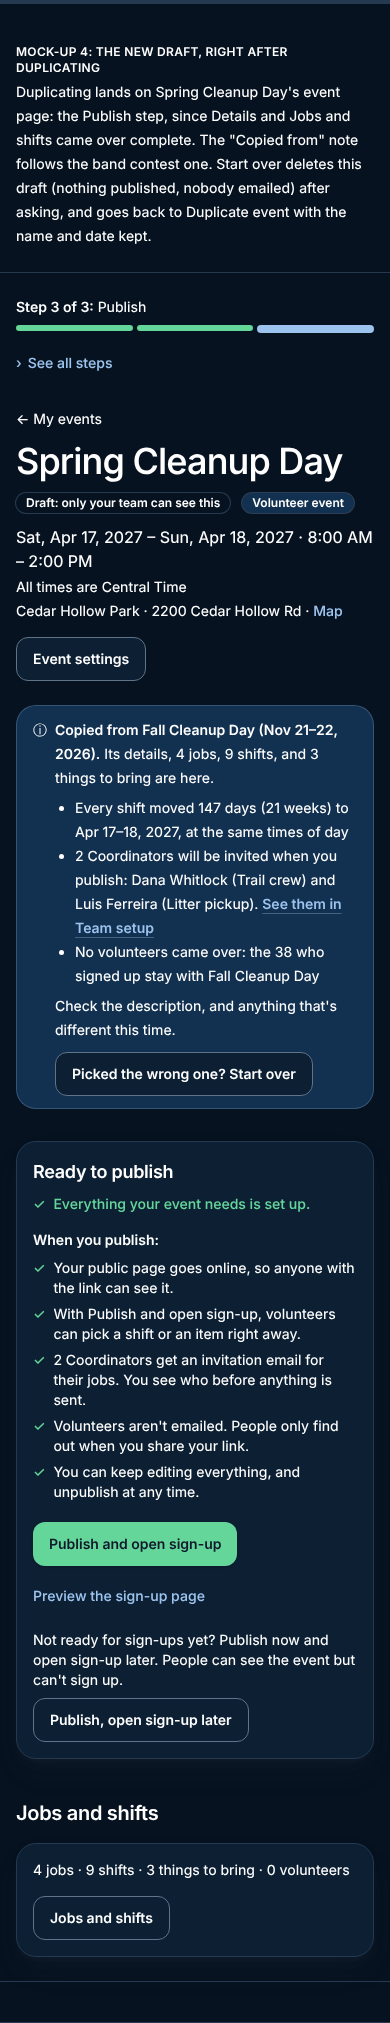 MOCK-UP 4: THE NEW DRAFT, RIGHT AFTER
DUPLICATING
Duplicating lands on Spring Cleanup Day's event
page: the Publish step, since Details and Jobs and
shifts came over complete. The "Copied from" note
follows the band contest one. Start over deletes this
draft (nothing published, nobody emailed) after
asking, and goes back to Duplicate event with the
name and date kept.
Step 3 of 3: Publish
› See all steps
← My events
Spring Cleanup Day
Draft: only your team can see this
Volunteer event
Sat, Apr 17, 2027 – Sun, Apr 18, 2027 · 8:00 AM
– 2:00 PM
All times are Central Time
Cedar Hollow Park · 2200 Cedar Hollow Rd · Map
Event settings
ⓘ Copied from Fall Cleanup Day (Nov 21–22,
2026). Its details, 4 jobs, 9 shifts, and 3
things to bring are here.
• Every shift moved 147 days (21 weeks) to
Apr 17–18, 2027, at the same times of day
• 2 Coordinators will be invited when you
publish: Dana Whitlock (Trail crew) and
Luis Ferreira (Litter pickup). See them in
Team setup
• No volunteers came over: the 38 who
signed up stay with Fall Cleanup Day
Check the description, and anything that's
different this time.
Picked the wrong one? Start over
Ready to publish
✓ Everything your event needs is set up.
When you publish:
✓ Your public page goes online, so anyone with
the link can see it.
✓ With Publish and open sign-up, volunteers
can pick a shift or an item right away.
✓ 2 Coordinators get an invitation email for
their jobs. You see who before anything is
sent.
✓ Volunteers aren't emailed. People only find
out when you share your link.
✓ You can keep editing everything, and
unpublish at any time.
Publish and open sign-up
Preview the sign-up page
Not ready for sign-ups yet? Publish now and
open sign-up later. People can see the event but
can't sign up.
Publish, open sign-up later
Jobs and shifts
4 jobs · 9 shifts · 3 things to bring · 0 volunteers
Jobs and shifts